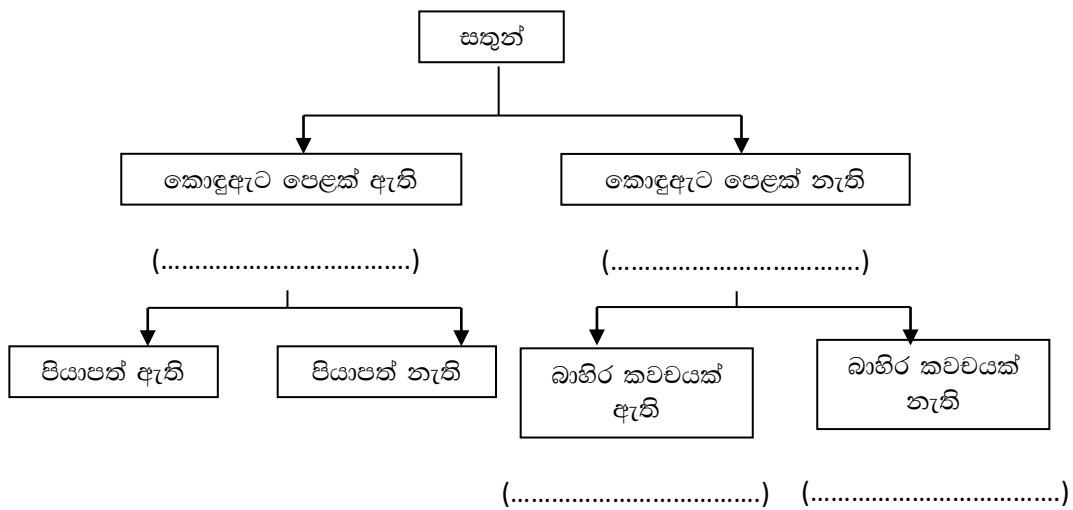 සතුන්
කොඳුඇට පෙළක් ඇති
කොඳුඇට පෙළක් නැති
(……………………………….)
(……………………………….)
පියාපත් ඇති
පියාපත් නැති
බාහිර කවචයක්
ඇති
බාහිර කවචයක්
නැති
(……………………………….)
(……………………………….)